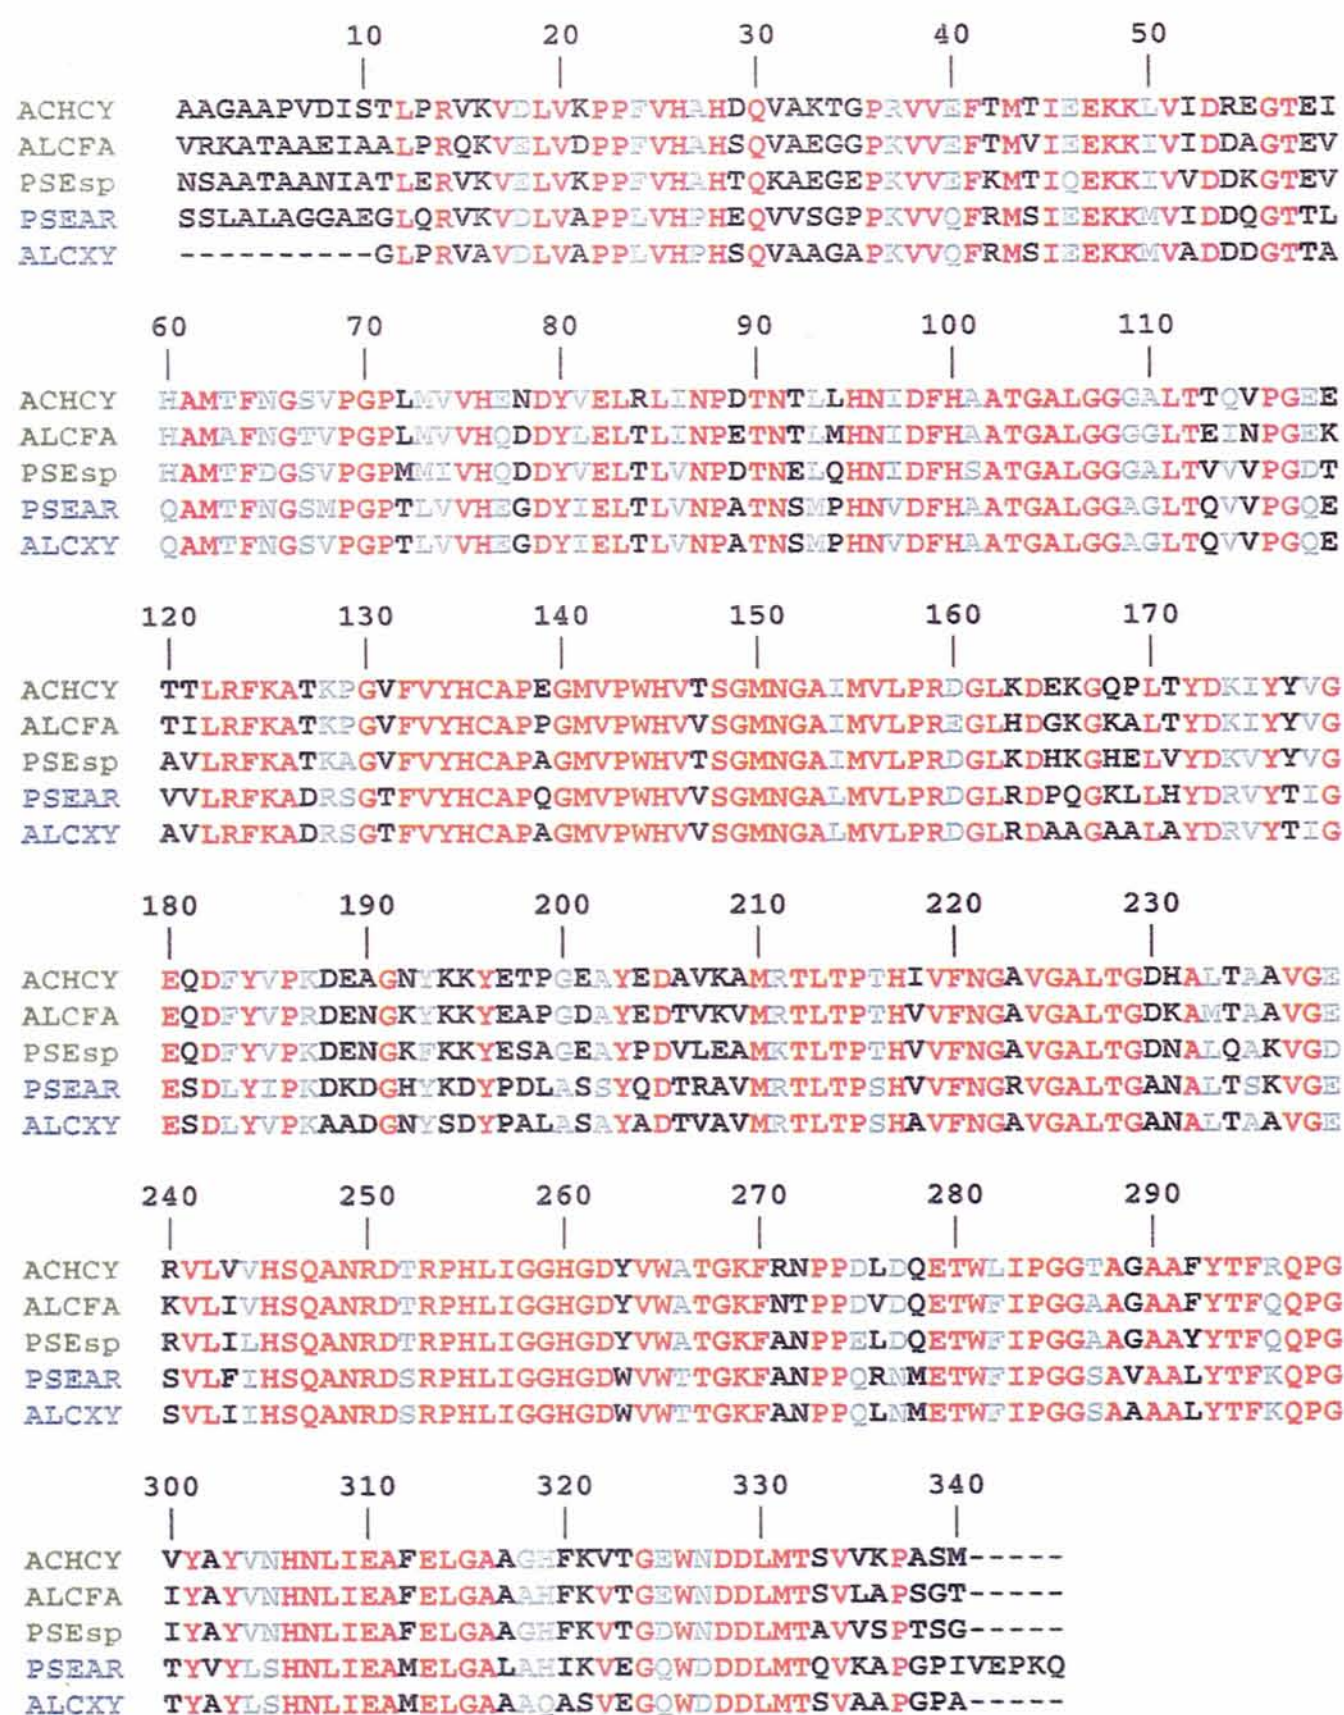 10 20 30 40 50
ACHCY AAGAAPVDISTLPRVKVDLVKPPFVHAHDQVAKTGPRVVEFTMTIEEKKLVIDREGTEI
ALCFA VRKATAAEIAALPRQKVELVDPPFVHAHSQVAEGGPKVVEFTMVIEEKKIVIDDAGTEV
PSEsp NSAATAANIATLERVKVELVKPPFVHAHTQKAEGEPKVVEFKMTIQEKKIVVDDKGTEV
PSEAR SSLALAGGAEGLQRVKVDLVAPPLVHPHEQVVSGPPKVVQFRMSIEEKKMVIDDQGTTL
ALCXY ----------GLPRVAVDLVAPPLVHPHSQVAAGAPKVVQFRMSIEEKKMVADDDGTTA
60 70 80 90 100 110
ACHCY HAMTFNGSVPGPLMVVHENDYVELRLINPDTNTLLHNIDFHAATGALGGGALTTQVPGEE
ALCFA HAMAFNGTVPGPLMVVHQDDYLELTLINPETNTLMHNIDFHAATGALGGGGLTEINPGEK
PSEsp HAMTFDGSVPGPMMIVHQDDYVELTLVNPDTNELQHNIDFHSATGALGGGALTVVVPGDT
PSEAR QAMTFNGSMPGPTLVVHEGDYIELTLVNPATNSMPHNVDFHAATGALGGAGLTQVVPGQE
ALCXY QAMTFNGSVPGPTLVVHEGDYIELTLVNPATNSMPHNVDFHAATGALGGAGLTQVVPGQE
120 130 140 150 160 170
ACHCY TTLRFKATKPGVFVYHCAPEGMVPWHVTSGMNGAIMVLPRDGLKDEKGQPLTYDKIYYVG
ALCFA TILRFKATKPGVFVYHCAPPGMVPWHVVSGMNGAIMVLPREGLHDGKGKALTYDKIYYVG
PSEsp AVLRFKATKAGVFVYHCAPAGMVPWHVTSGMNGAIMVLPRDGLKDHKGHELVYDKVYYVG
PSEAR VVLRFKADRSGTFVYHCAPQGMVPWHVVSGMNGALMVLPRDGLRDPQGKLLHYDRVYTIG
ALCXY AVLRFKADRSGTFVYHCAPAGMVPWHVVSGMNGALMVLPRDGLRDAAGAALAYDRVYTIG
180 190 200 210 220 230
ACHCY EQDFYVPKDEAGNYKKYETPGEAYEDAVKAMRTLTPTHIVFNGAVGALTGDHALTAAVGE
ALCFA EQDFYVPRDENGKYKKYEAPGDAYEDTVKVMRTLTPTHVVFNGAVGALTGDKAMTAAVGE
PSEsp EQDFYVPKDENGKFKKYESAGEAYPDVLEAMKTLTPTHVVFNGAVGALTGDNALQAKVGD
PSEAR ESDLYIPKDKDGHYKDYPDLASSYQDTRAVMRTLTPSHVVFNGRVGALTGANALTSKVGE
ALCXY ESDLYVPKAADGNYSDYPALASAYADTVAVMRTLTPSHAVFNGAVGALTGANALTAAVGE
240 250 260 270 280 290
ACHCY RVLVVHSQANRDTRPHLIGGHGDYVWATGKFRNPPDLDQETWLIPGGTAGAAFYTFRQPG
ALCFA KVLIVHSQANRDTRPHLIGGHGDYVWATGKFNTPPDVDQETWFIPGGAAGAAFYTFQQPG
PSEsp RVLILHSQANRDTRPHLIGGHGDYVWATGKFANPPELDQETWFIPGGAAGAAYYTFQQPG
PSEAR SVLFIHSQANRDSRPHLIGGHGDWVWTTGKFANPPQRNMETWFIPGGSAVAALYTFKQPG
ALCXY SVLIIHSQANRDSRPHLIGGHGDWVWTTGKFANPPQLNMETWFIPGGSAAAALYTFKQPG
300 310 320 330 340
ACHCY VYAYVNHNLIEAFELGAAGHFKVTGEWNDDLMTSVVKPASM-----
ALCFA IYAYVNHNLIEAFELGAAAHFKVTGEWNDDLMTSVLAPSGT-----
PSEsp IYAYVNHNLIEAFELGAAGHFKVTGDWNDDLMTAVVSPTSG-----
PSEAR TYVYLSHNLIEAMELGALAHIKVEGQWDDDLMTQVKAPGPIVEPKQ
ALCXY TYAYLSHNLIEAMELGAAAQASVEGQWDDDLMTSVAAPGPA-----